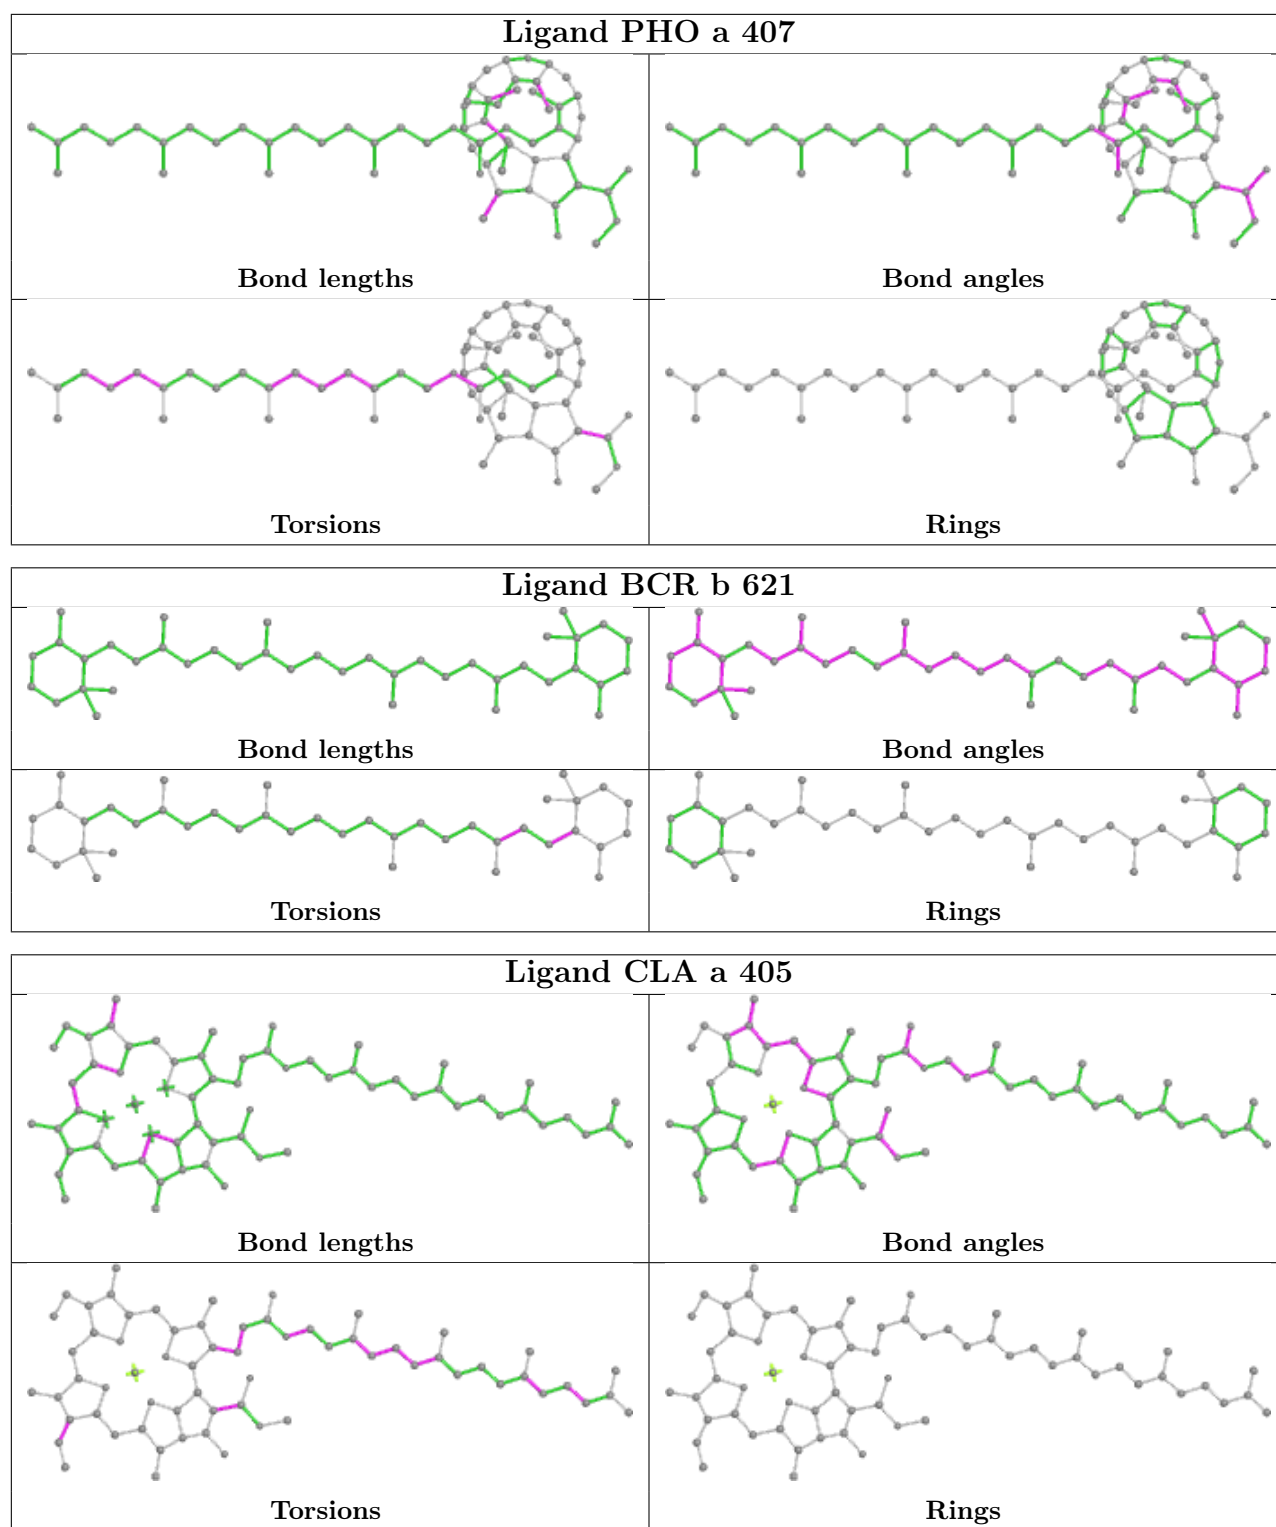 Ligand PHO a 407
Bond lengths
Bond angles
Torsions
Rings
Ligand BCR b 621
Bond lengths
Bond angles
Torsions
Rings
Ligand CLA a 405
Bond lengths
Bond angles
Torsions
Rings